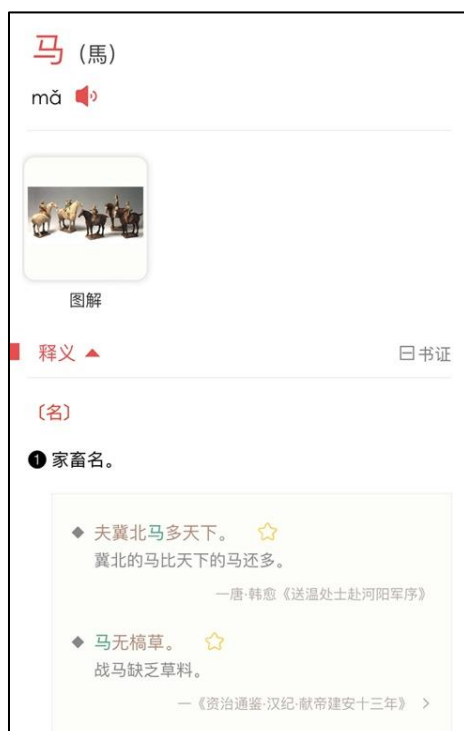 马 (馬)
mǎ
图解
释义 书证
〔名〕
❶ 家畜名。
◆ 夫冀北马多天下。
冀北的马比天下的马还多。
—唐·韩愈《送温处士赴河阳军序》
◆ 马无槁草。
战马缺乏草料。
—《资治通鉴·汉纪·献帝建安十三年》